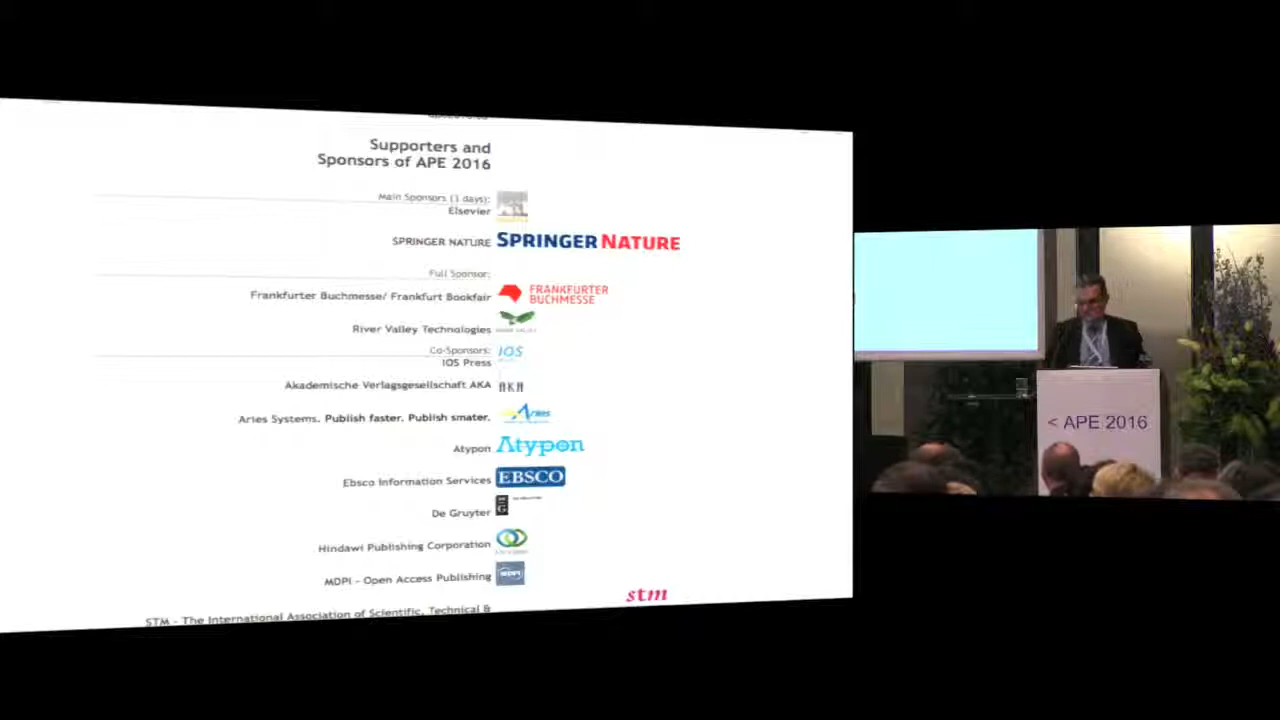 Supporters and
Sponsors of APE 2016
Main Sponsors (3 days):
Elsevier
SPRINGER NATURE SPRINGER NATURE
Full Sponsor:
Frankfurter Buchmesse/ Frankfurt Bookfair FRANKFURTER
BUCHMESSE
River Valley Technologies
Co-Sponsors: iOS
IOS Press
Akademische Verlagsgesellschaft AKA AKA
Aries Systems. Publish faster. Publish smater. Aries
Atypon Atypon
Ebsco Information Services EBSCO
De Gruyter
Hindawi Publishing Corporation
MDPI - Open Access Publishing MDPI
stm
STM - The International Association of Scientific, Technical &
< APE 2016